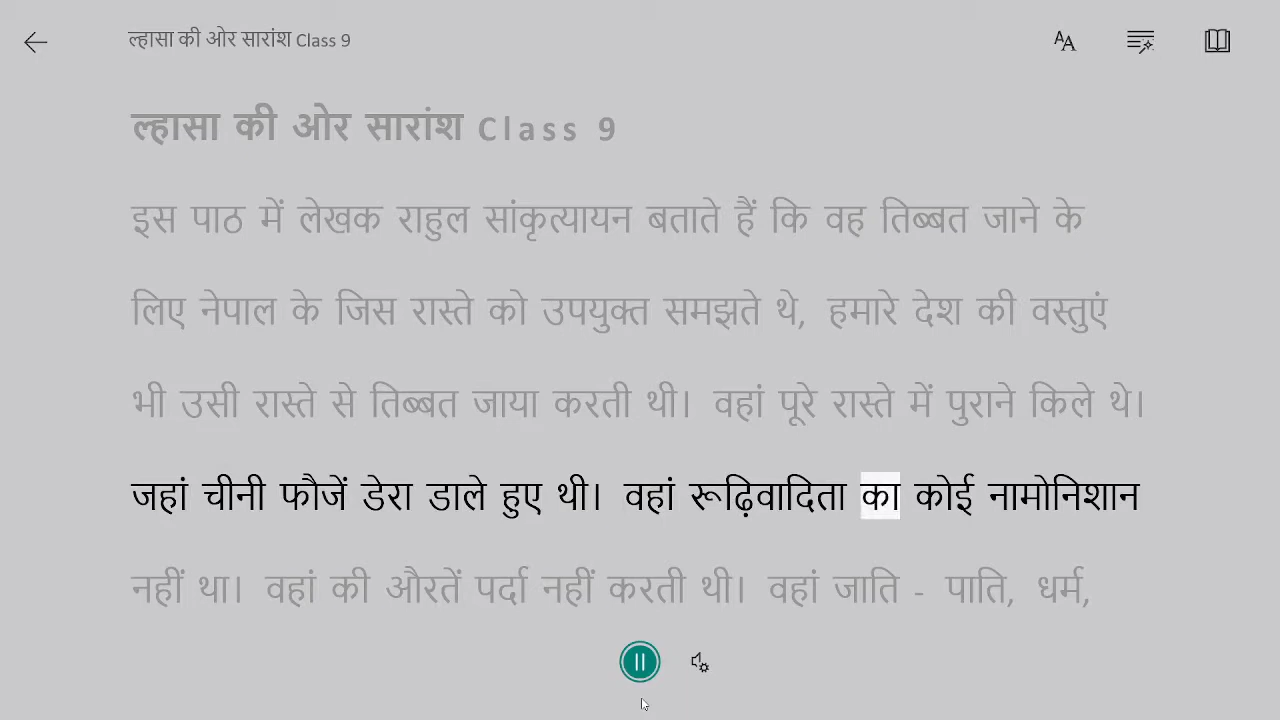 ल्हासा की ओर सारांश Class 9
ल्हासा की ओर सारांश Class 9
इस पाठ में लेखक राहुल सांकृत्यायन बताते हैं कि वह तिब्बत जाने के
लिए नेपाल के जिस रास्ते को उपयुक्त समझते थे, हमारे देश की वस्तुएं
भी उसी रास्ते से तिब्बत जाया करती थी। वहां पूरे रास्ते में पुराने किले थे।
जहां चीनी फौजें डेरा डाले हुए थी। वहां रूढ़िवादिता का कोई नामोनिशान
नहीं था। वहां की औरतें पर्दा नहीं करती थी। वहां जाति - पाति, धर्म,